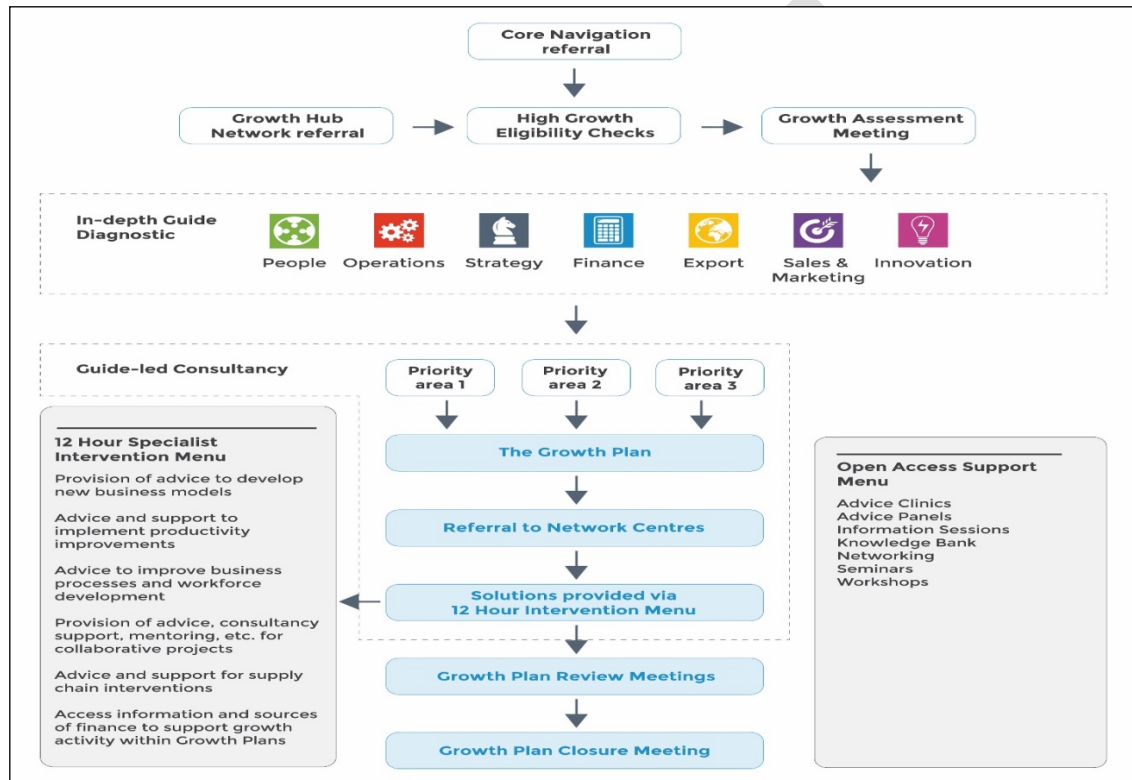 Core Navigation
referral
Growth Hub
Network referral
High Growth
Eligibility Checks
Growth Assessment
Meeting
In-depth Guide
Diagnostic
People
Operations
Strategy
Finance
Export
Sales &
Marketing
Innovation
Guide-led Consultancy
Priority
area 1
Priority
area 2
Priority
area 3
12 Hour Specialist
Intervention Menu
Provision of advice to develop
new business models
Advice and support to
implement productivity
improvements
Advice to improve business
processes and workforce
development
Provision of advice, consultancy
support, mentoring, etc. for
collaborative projects
Advice and support for supply
chain interventions
Access information and sources
of finance to support growth
activity within Growth Plans
The Growth Plan
Referral to Network Centres
Solutions provided via
12 Hour Intervention Menu
Growth Plan Review Meetings
Growth Plan Closure Meeting
Open Access Support
Menu
Advice Clinics
Advice Panels
Information Sessions
Knowledge Bank
Networking
Seminars
Workshops